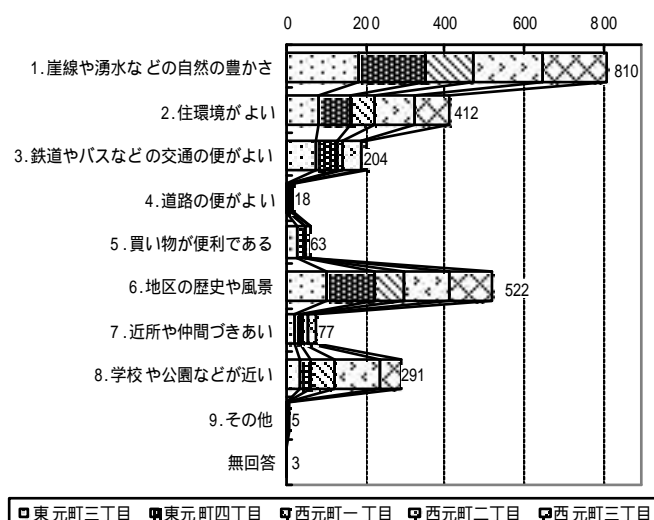 0 200 400 600 800
1.崖線や湧水などの自然の豊かさ 810
2.住環境がよい 412
3.鉄道やバスなどの交通の便がよい 204
4.道路の便がよい 18
5.買い物が便利である 63
6.地区の歴史や風景 522
7.近所や仲間づきあい 77
8.学校や公園などが近い 291
9.その他 5
無回答 3
東元町三丁目 東元町四丁目 西元町一丁目 西元町二丁目 西元町三丁目